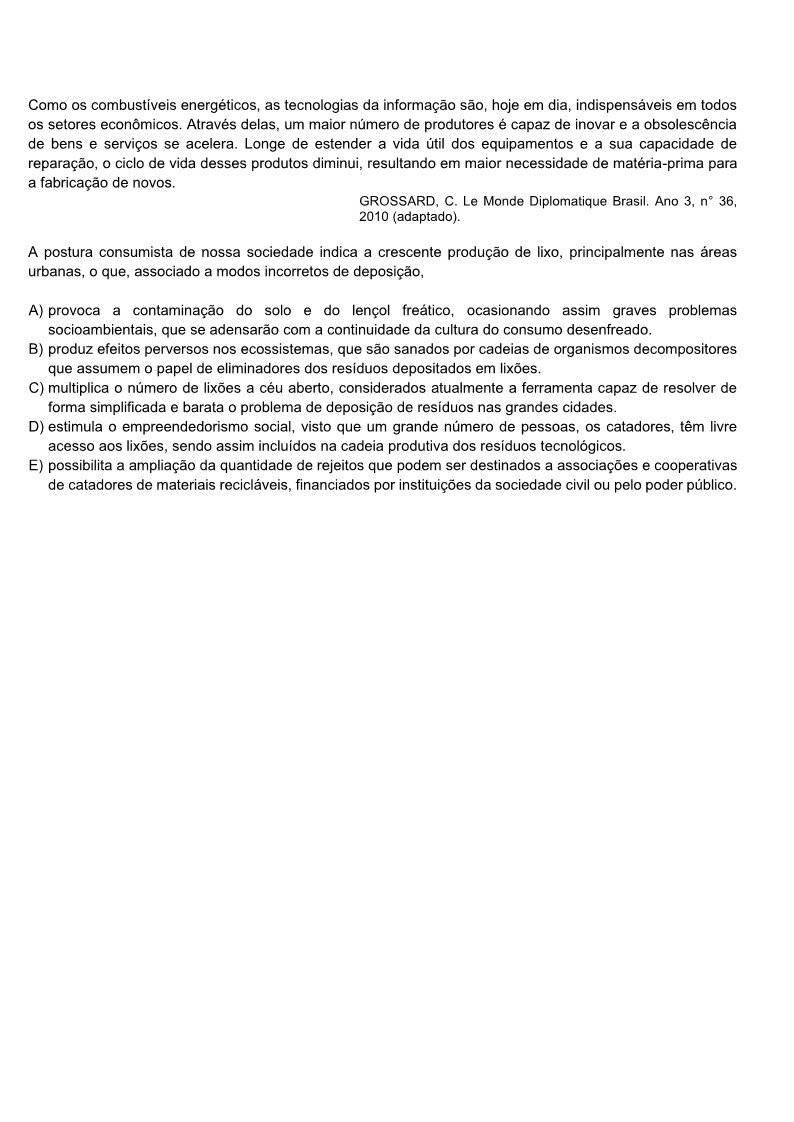 Como os combustíveis energéticos, as tecnologias da informação são, hoje em dia, indispensáveis em todos
os setores econômicos. Através delas, um maior número de produtores é capaz de inovar e a obsolescência
de bens e serviços se acelera. Longe de estender a vida útil dos equipamentos e a sua capacidade de
reparação, o ciclo de vida desses produtos diminui, resultando em maior necessidade de matéria-prima para
a fabricação de novos.
GROSSARD, C. Le Monde Diplomatique Brasil. Ano 3, n° 36,
2010 (adaptado).
A postura consumista de nossa sociedade indica a crescente produção de lixo, principalmente nas áreas
urbanas, o que, associado a modos incorretos de deposição,
A) provoca a contaminação do solo e do lençol freático, ocasionando assim graves problemas
socioambientais, que se adensarão com a continuidade da cultura do consumo desenfreado.
B) produz efeitos perversos nos ecossistemas, que são sanados por cadeias de organismos decompositores
que assumem o papel de eliminadores dos resíduos depositados em lixões.
C) multiplica o número de lixões a céu aberto, considerados atualmente a ferramenta capaz de resolver de
forma simplificada e barata o problema de deposição de resíduos nas grandes cidades.
D) estimula o empreendedorismo social, visto que um grande número de pessoas, os catadores, têm livre
acesso aos lixões, sendo assim incluídos na cadeia produtiva dos resíduos tecnológicos.
E) possibilita a ampliação da quantidade de rejeitos que podem ser destinados a associações e cooperativas
de catadores de materiais recicláveis, financiados por instituições da sociedade civil ou pelo poder público.